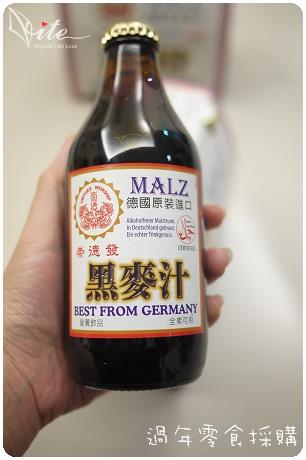 Vite
My Life・My Love
MALZ
德國原裝進口
Alkoholfreier Malztrunk.
In Deutschland gebraut.
Ein echter Trinkgenuss.
崇德發
黑麥汁
BEST FROM GERMANY
營養飲品 全素可用
過年零食採購